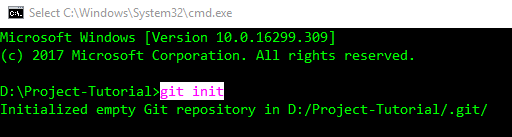 Select C:\Windows\System32\cmd.exe
Microsoft Windows [Version 10.0.16299.309]
(c) 2017 Microsoft Corporation. All rights reserved.
D:\Project-Tutorial>git init
Initialized empty Git repository in D:/Project-Tutorial/.git/